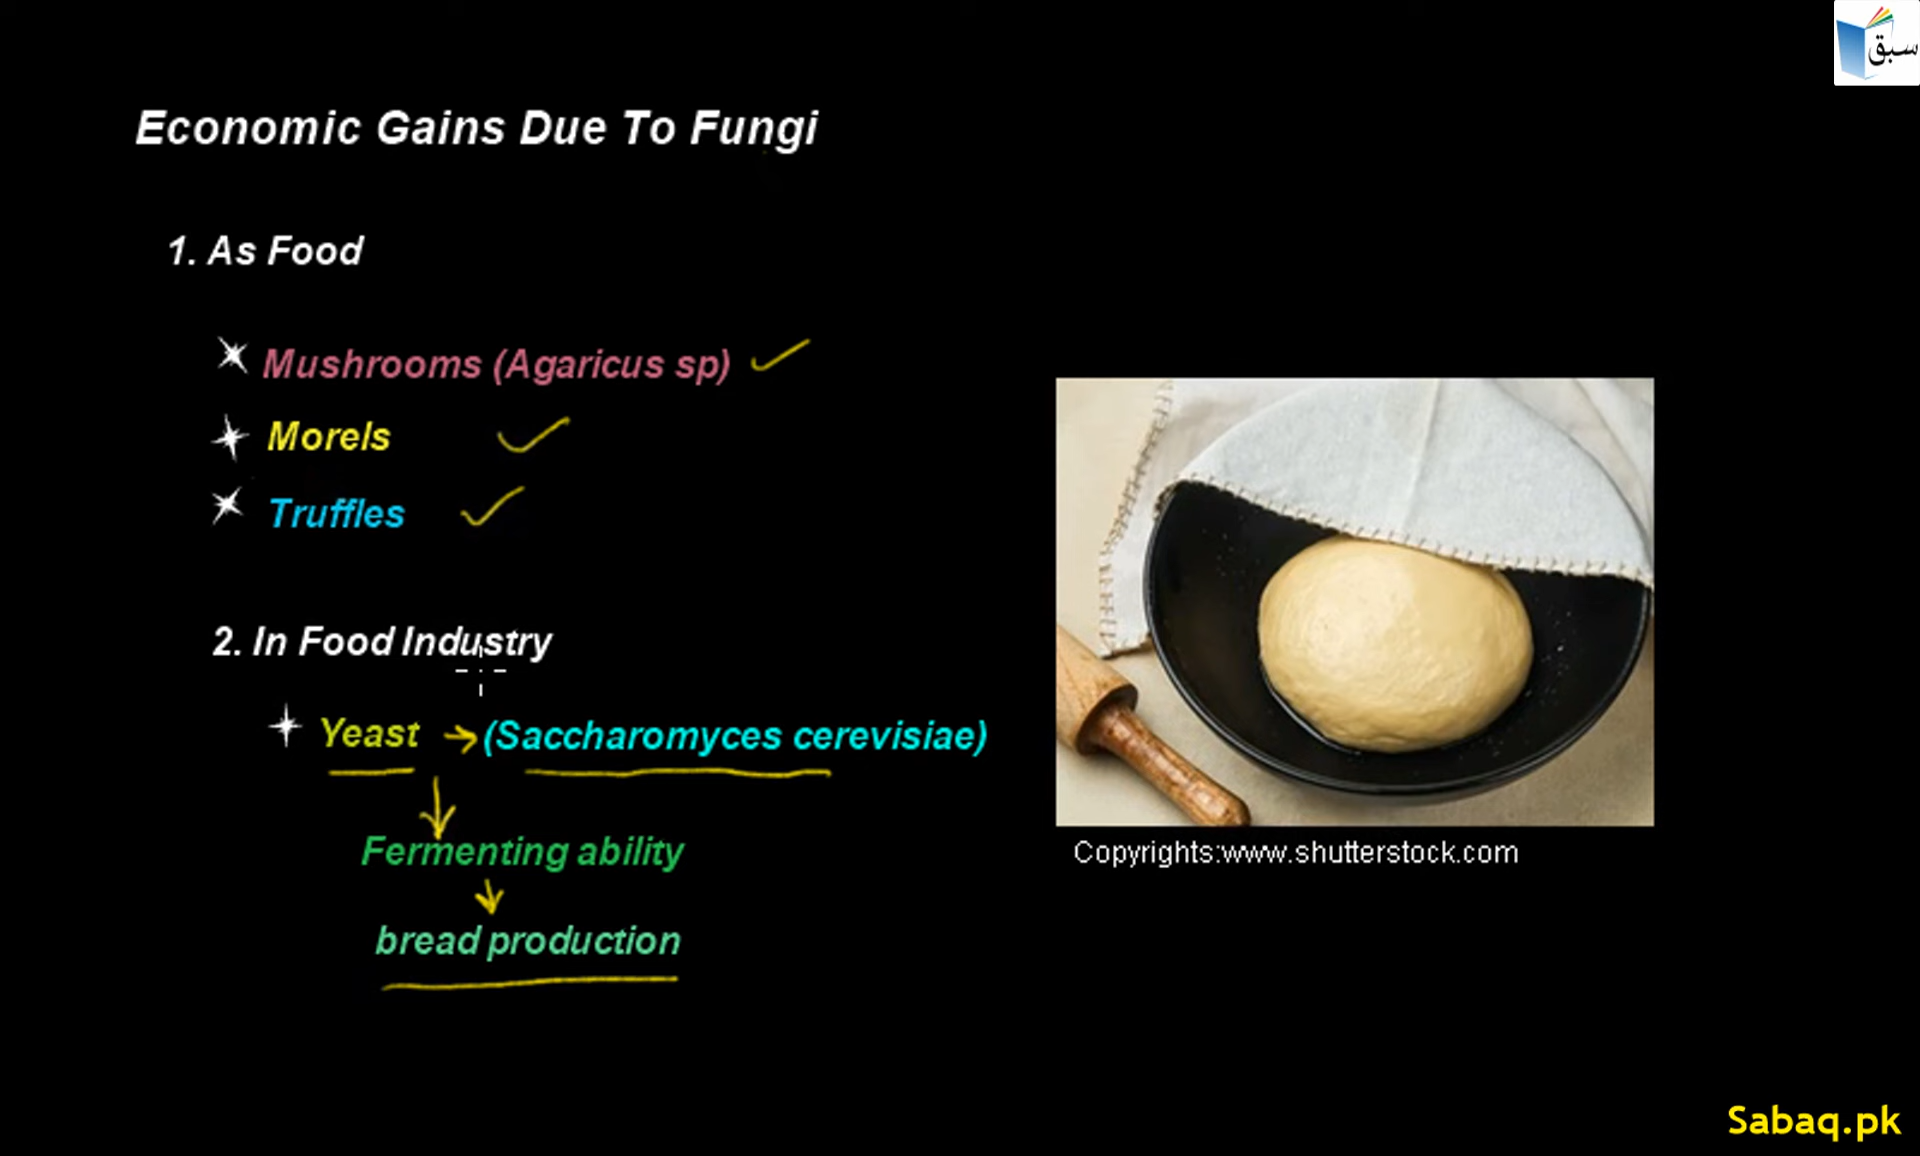 سبق
Economic Gains Due To Fungi
1. As Food
Mushrooms (Agaricus sp)
Morels
Truffles
2. In Food Industry
Yeast → (Saccharomyces cerevisiae)
Fermenting ability
bread production
Copyrights:www.shutterstock.com
Sabaq.pk